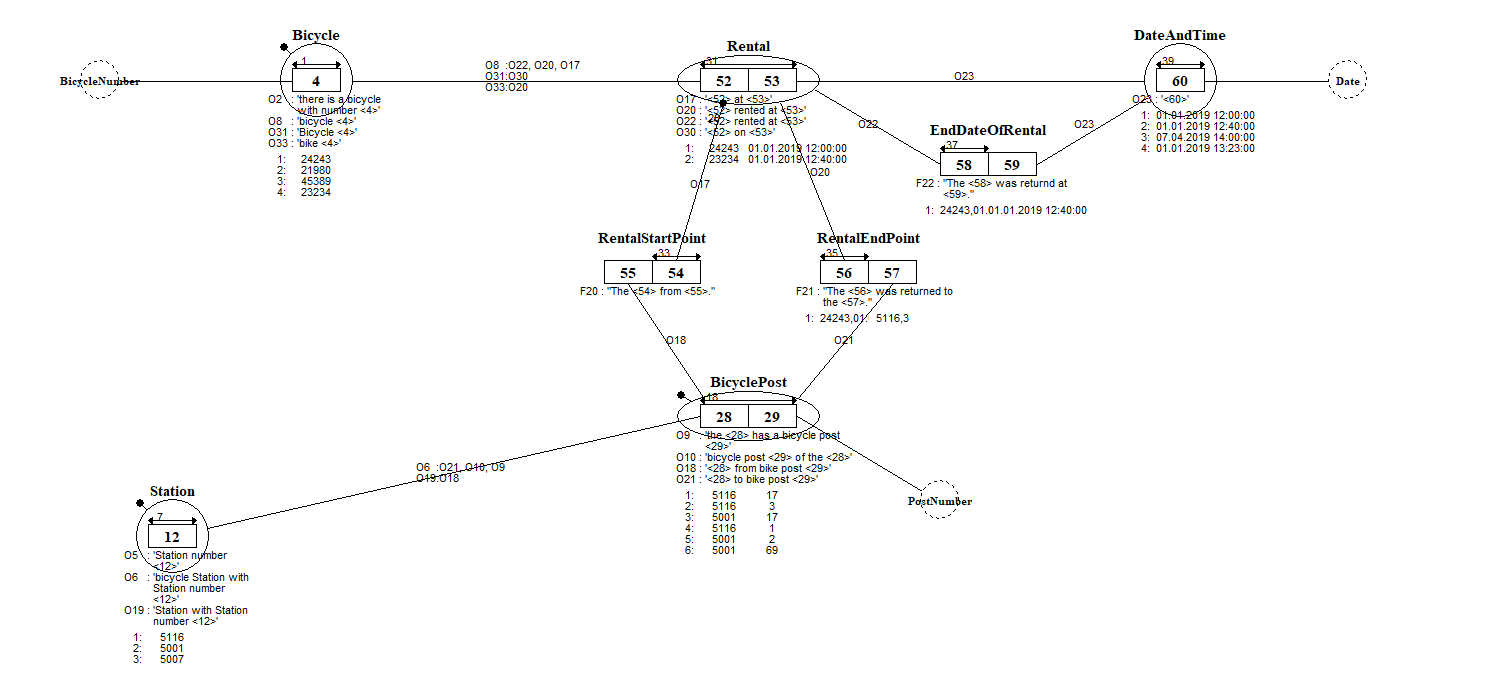 Bicycle
Rental
DateAndTime
BicycleNumber
1
4
O8 :O22, O20, O17
O31:O30
O33:O20
31
52 53
O23
39
60
Date
O2 : 'there is a bicycle
with number <4>'
O8 : 'bicycle <4>'
O31 : 'Bicycle <4>'
O33 : 'bike <4>'
1: 24243
2: 21980
3: 45389
4: 23234
O17 : '<52> at <53>'
O20 : '<52> rented at <53>'
O22 : '<52> rented at <53>'
O30 : '<52> on <53>'
1: 24243 01.01.2019 12:00:00
2: 23234 01.01.2019 12:40:00
O23 : '<60>'
1: 01.01.2019 12:00:00
2: 01.01.2019 12:40:00
3: 07.04.2019 14:00:00
4: 01.01.2019 13:23:00
O22
EndDateOfRental
O23
37
58 59
F22 : "The <58> was returnd at
<59>."
1: 24243,01.01.01.2019 12:40:00
O17
O20
RentalStartPoint
33
55 54
F20 : "The <54> from <55>."
RentalEndPoint
35
56 57
F21 : "The <56> was returned to
the <57>."
1: 24243,01. 5116,3
O18
O21
BicyclePost
18
28 29
O9 : 'the <28> has a bicycle post
<29>'
O10 : 'bicycle post <29> of the <28>'
O18 : '<28> from bike post <29>'
O21 : '<28> to bike post <29>'
1: 5116 17
2: 5116 3
3: 5001 17
4: 5116 1
5: 5001 2
6: 5001 69
O6 :O21, O10, O9
O19:O18
PostNumber
Station
7
12
O5 : 'Station number
<12>'
O6 : 'bicycle Station with
Station number
<12>'
O19 : 'Station with Station
number <12>'
1: 5116
2: 5001
3: 5007